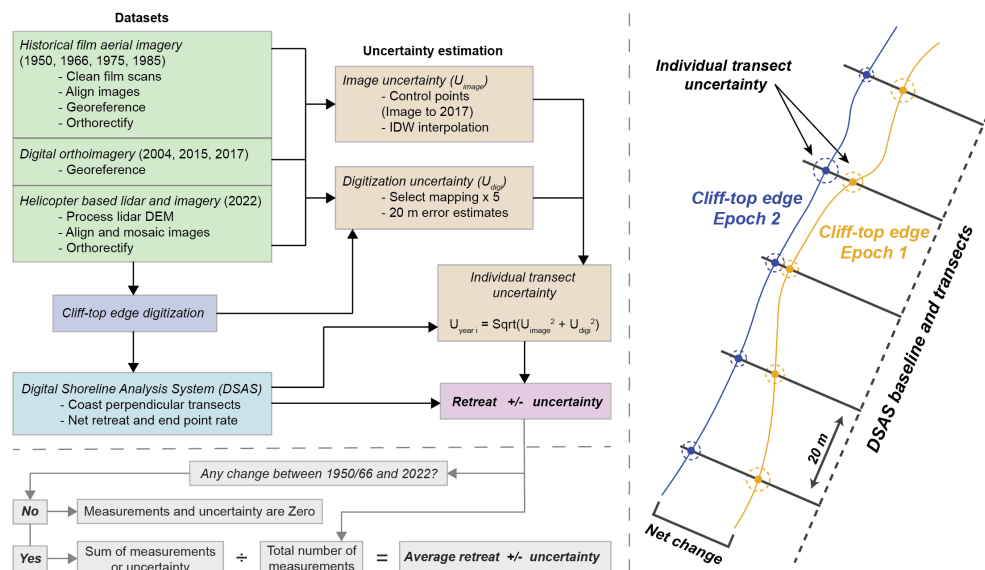 Datasets
Historical film aerial imagery
(1950, 1966, 1975, 1985)
- Clean film scans
- Align images
- Georeference
- Orthorectify
Digital orthoimagery (2004, 2015, 2017)
- Georeference
Helicopter based lidar and imagery (2022)
- Process lidar DEM
- Align and mosaic images
- Orthorectify
Cliff-top edge digitization
Digital Shoreline Analysis System (DSAS)
- Coast perpendicular transects
- Net retreat and end point rate
Uncertainty estimation
Image uncertainty (U_image)
- Control points
(Image to 2017)
- IDW interpolation
Digitization uncertainty (U_digi)
- Select mapping x 5
- 20 m error estimates
Individual transect
uncertainty
U_year i = Sqrt(U_image² + U_digi²)
Retreat +/- uncertainty
Any change between 1950/66 and 2022?
No
Measurements and uncertainty are Zero
Yes
Sum of measurements
or uncertainty
÷
Total number of
measurements
=
Average retreat +/- uncertainty
Individual transect
uncertainty
Cliff-top edge
Epoch 2
Cliff-top edge
Epoch 1
DSAS baseline and transects
20 m
Net change